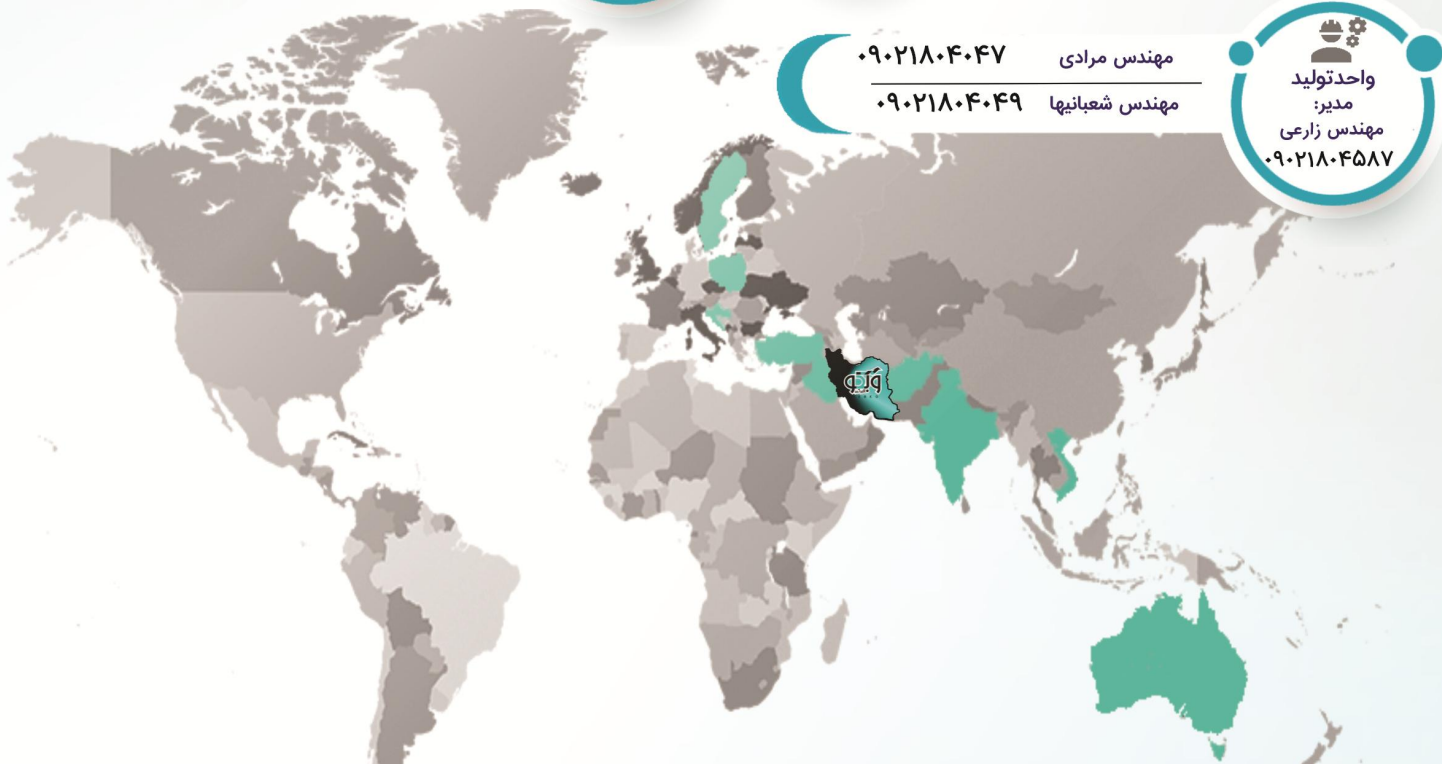 واحدتولید
مدیر:
مهندس زارعی
۰۹۰۲۱۸۰۴۵۸۷
مهندس مرادی ۰۹۰۲۱۸۰۴۰۴۷
مهندس شعبانیها ۰۹۰۲۱۸۰۴۰۴۹